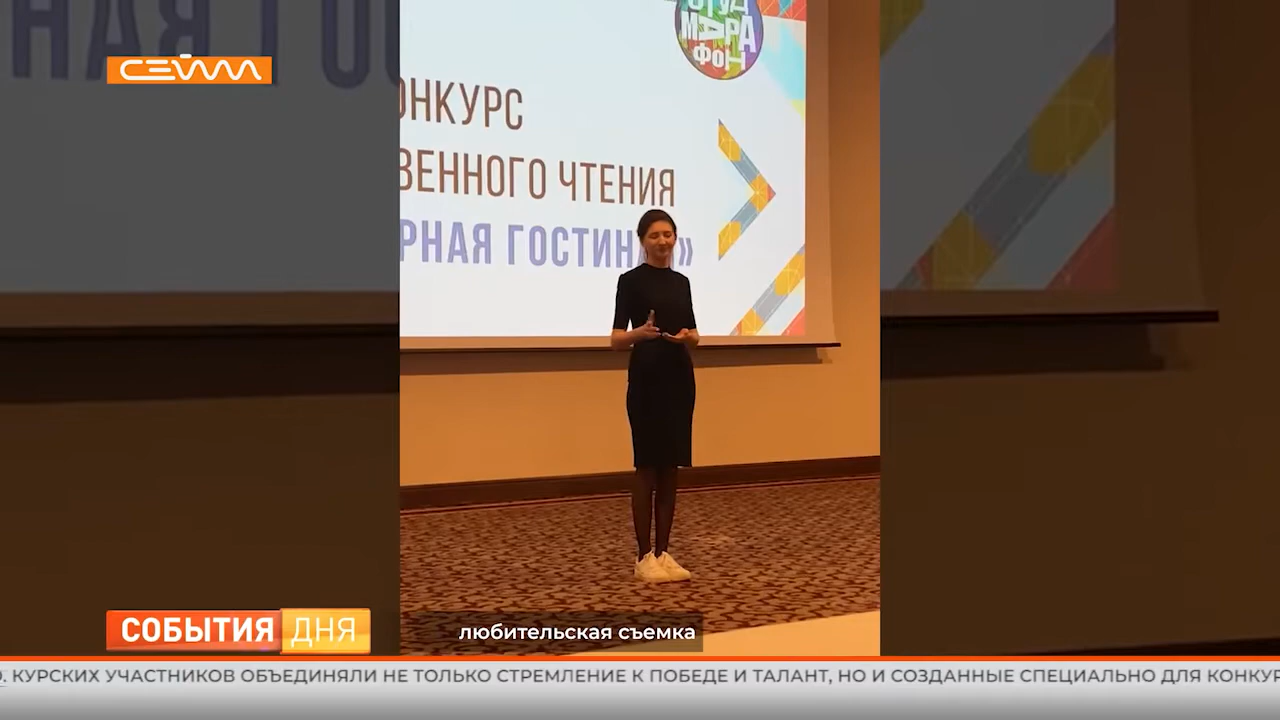 СЕЙМ
СТУД
МАРА
ФОН
ОНКУРС
ВЕННОГО ЧТЕНИЯ
РНАЯ ГОСТИНАЯ»
любительская съемка
СОБЫТИЯ ДНЯ
КУРСКИХ УЧАСТНИКОВ ОБЪЕДИНЯЛИ НЕ ТОЛЬКО СТРЕМЛЕНИЕ К ПОБЕДЕ И ТАЛАНТ, НО И СОЗДАННЫЕ СПЕЦИАЛЬНО ДЛЯ КОНКУР